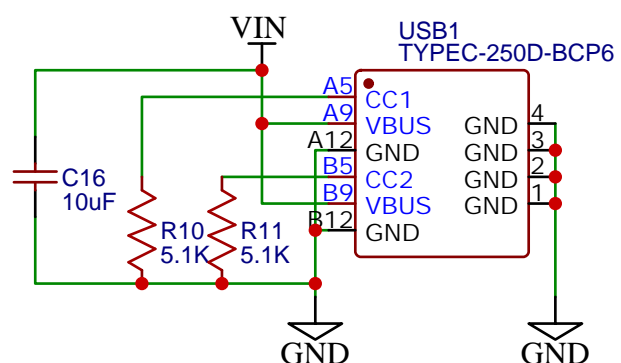 VIN
USB1
TYPEC-250D-BCP6
A5
CC1
A9
VBUS
A12
GND
B5
CC2
B9
VBUS
B12
GND
GND
4
GND
3
GND
2
GND
1
C16
10uF
R10
5.1K
R11
5.1K
GND
GND